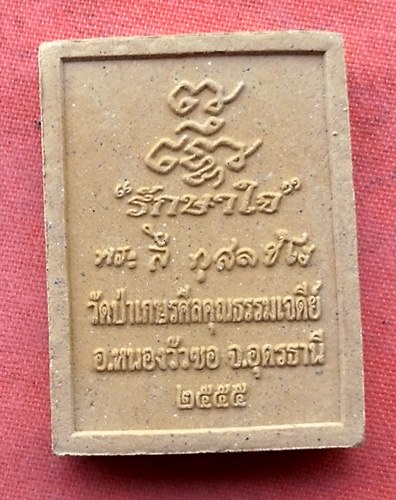 "รักษาใจ"
พระ สี่ กุสลธโร
วัดป่าเกษรศีลคุณธรรมเจดีย์
อ.หนองวัวซอ จ.อุดรธานี
๒๕๕๕